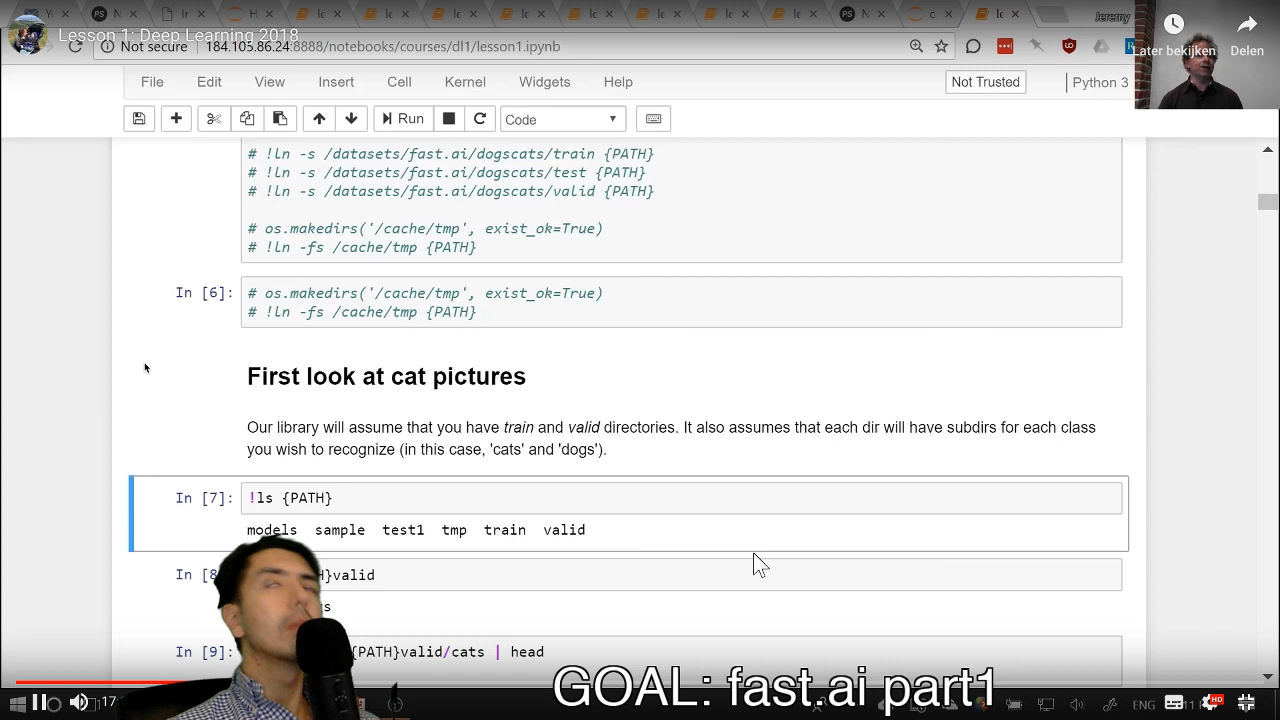 Jeremy
Lesson 1: Deep Learning 2018
Not secure 184.105.86.24:8888/notebooks/courses/dl1/lesson1.ipynb
Later bekijken
Delen
File Edit View Insert Cell Kernel Widgets Help Not Trusted Python 3
Run Code
# !ln -s /datasets/fast.ai/dogscats/train {PATH}
# !ln -s /datasets/fast.ai/dogscats/test {PATH}
# !ln -s /datasets/fast.ai/dogscats/valid {PATH}
# os.makedirs('/cache/tmp', exist_ok=True)
# !ln -fs /cache/tmp {PATH}
In [6]: # os.makedirs('/cache/tmp', exist_ok=True)
# !ln -fs /cache/tmp {PATH}
First look at cat pictures
Our library will assume that you have train and valid directories. It also assumes that each dir will have subdirs for each class
you wish to recognize (in this case, 'cats' and 'dogs').
In [7]: !ls {PATH}
models sample test1 tmp train valid
In [8 H}valid
gs
In [9]: {PATH}valid/cats | head
GOAL: fast.ai part1
17
ENG
HD